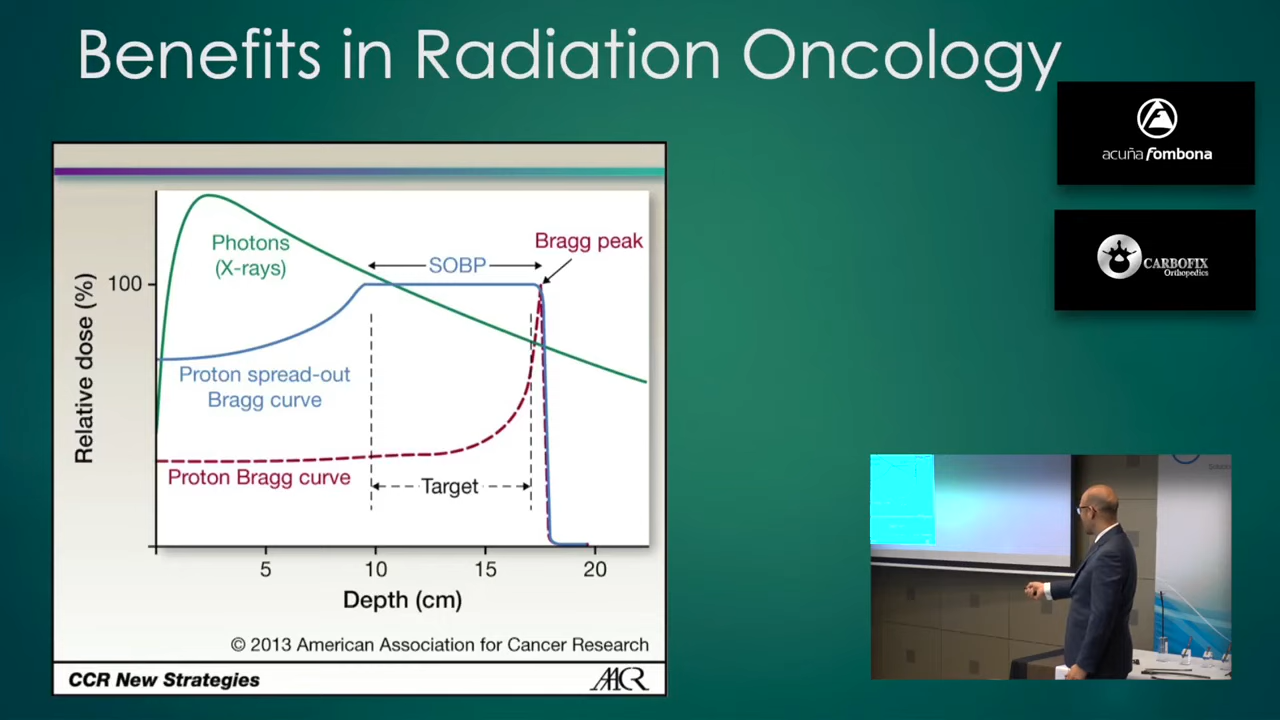 Benefits in Radiation Oncology
acuña fombona
CARBOFIX
Orthopedics
Photons
(X-rays)
SOBP
Bragg peak
100
Relative dose (%)
Proton spread-out
Bragg curve
Proton Bragg curve
Target
5 10 15 20
Depth (cm)
© 2013 American Association for Cancer Research
CCR New Strategies
AACR